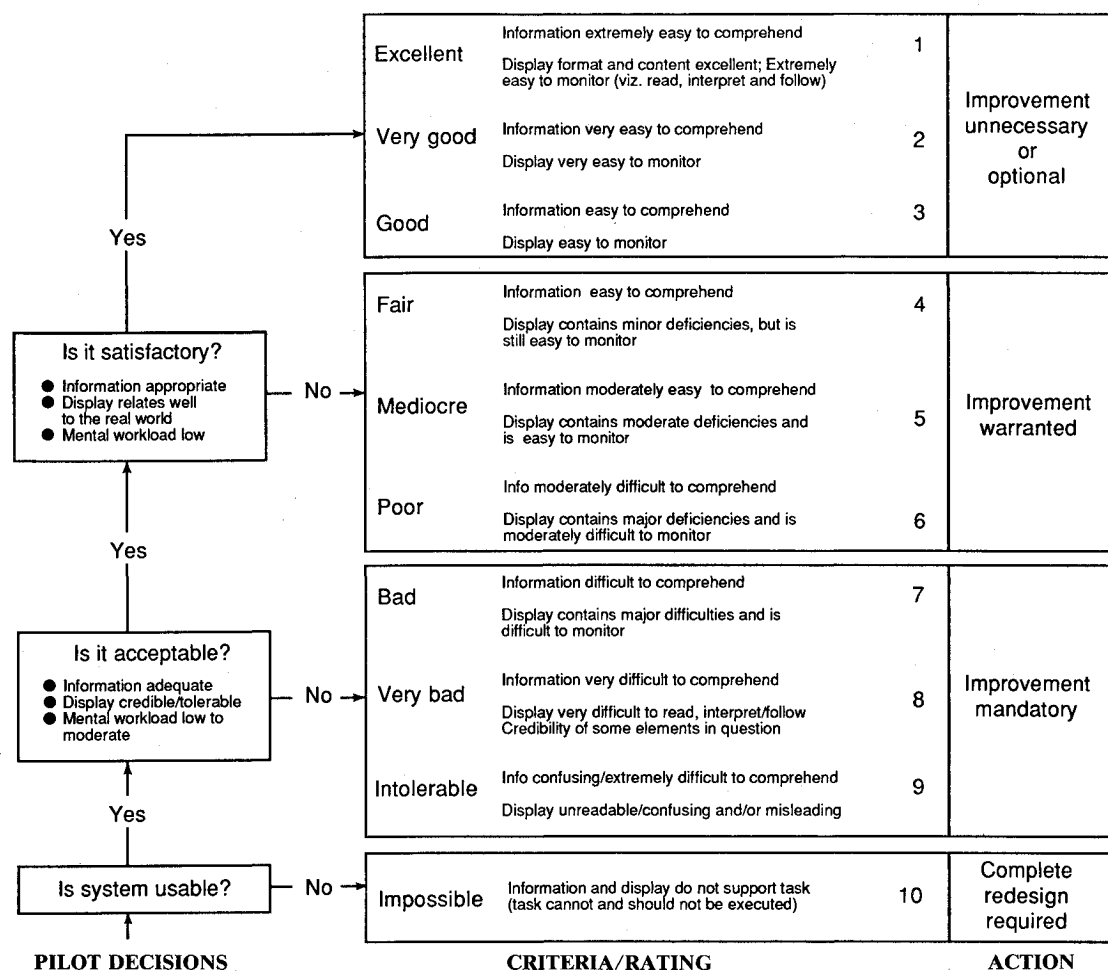 Excellent
Information extremely easy to comprehend
Display format and content excellent; Extremely
easy to monitor (viz. read, interpret and follow)
1
Very good
Information very easy to comprehend
Display very easy to monitor
2
Good
Information easy to comprehend
Display easy to monitor
3
Improvement
unnecessary
or
optional
Yes
Is it satisfactory?
● Information appropriate
● Display relates well
to the real world
● Mental workload low
No
Fair
Information easy to comprehend
Display contains minor deficiencies, but is
still easy to monitor
4
Mediocre
Information moderately easy to comprehend
Display contains moderate deficiencies and
is easy to monitor
5
Poor
Info moderately difficult to comprehend
Display contains major deficiencies and is
moderately difficult to monitor
6
Improvement
warranted
Yes
Is it acceptable?
● Information adequate
● Display credible/tolerable
● Mental workload low to
moderate
No
Bad
Information difficult to comprehend
Display contains major difficulties and is
difficult to monitor
7
Very bad
Information very difficult to comprehend
Display very difficult to read, interpret/follow
Credibility of some elements in question
8
Intolerable
Info confusing/extremely difficult to comprehend
Display unreadable/confusing and/or misleading
9
Improvement
mandatory
Yes
Is system usable?
No
Impossible
Information and display do not support task
(task cannot and should not be executed)
10
Complete
redesign
required
PILOT DECISIONS
CRITERIA/RATING
ACTION